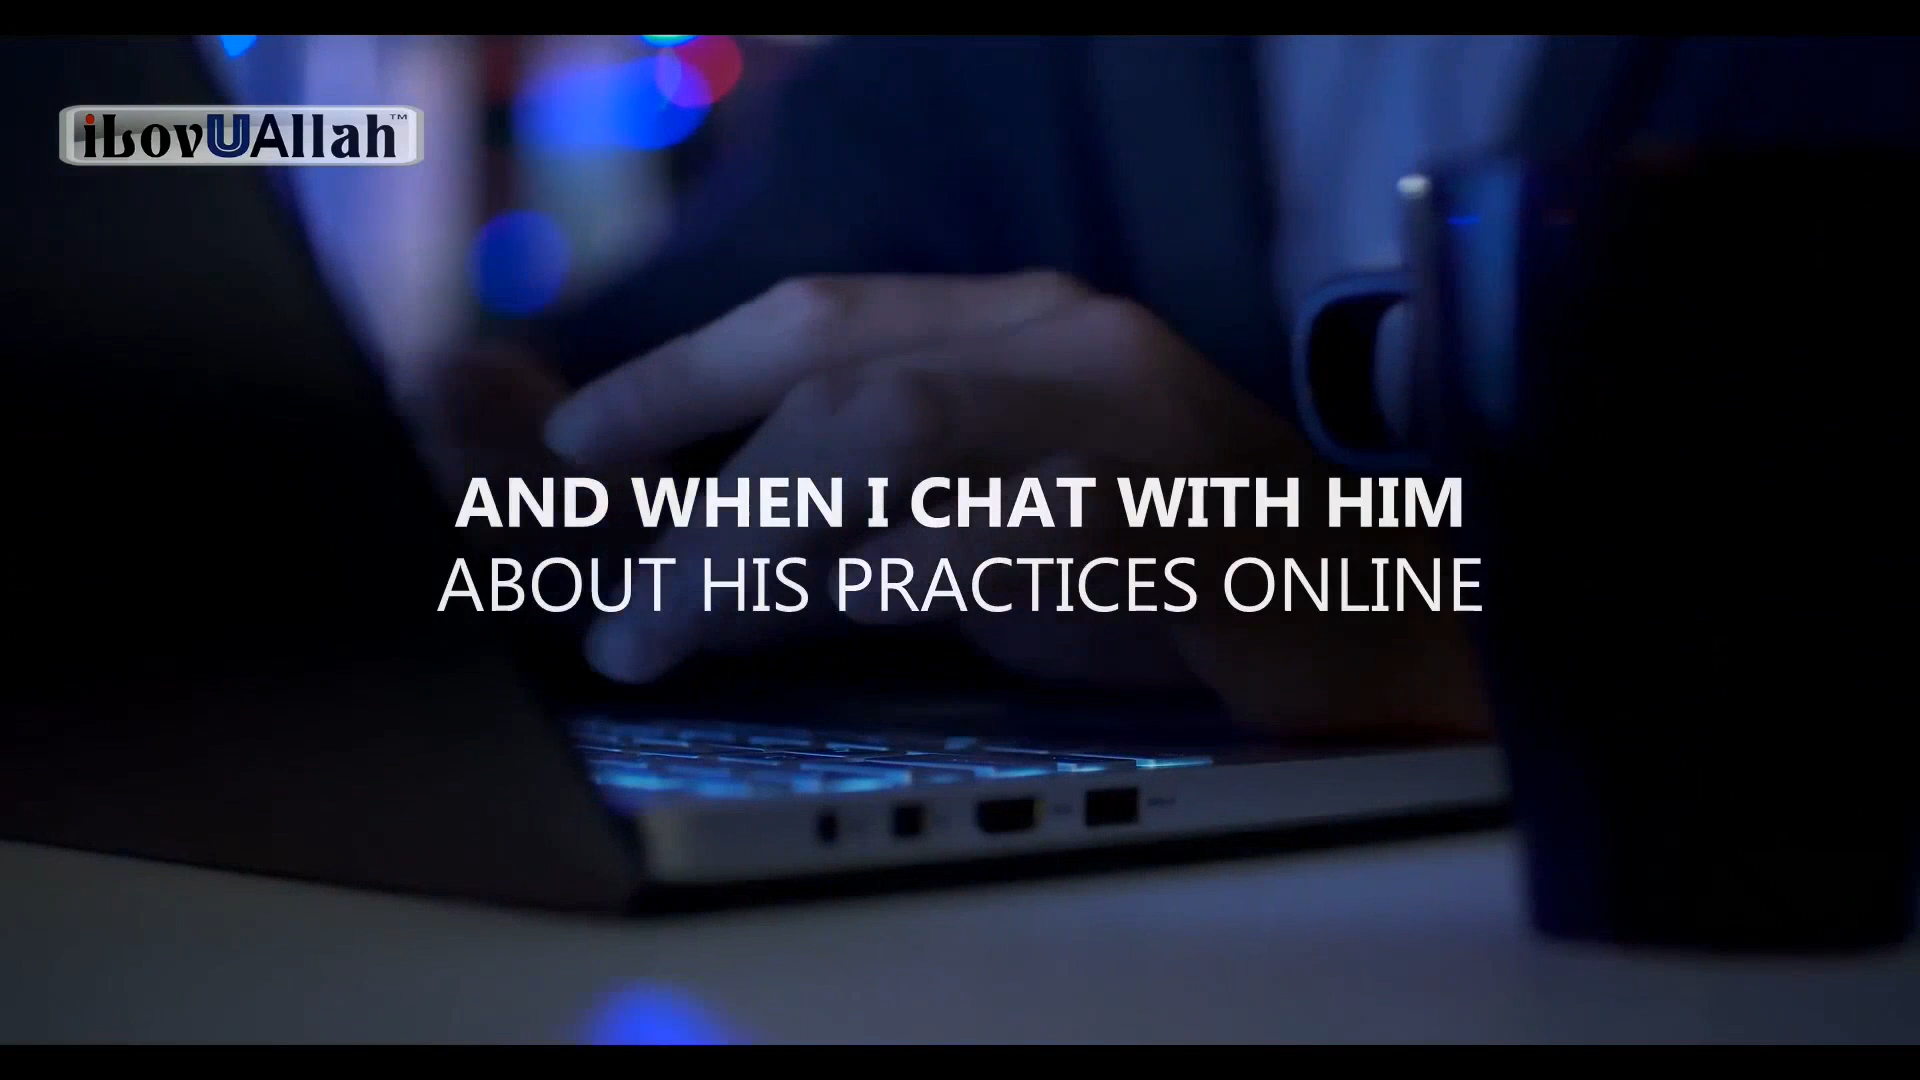 iLovUAllah™
AND WHEN I CHAT WITH HIM
ABOUT HIS PRACTICES ONLINE